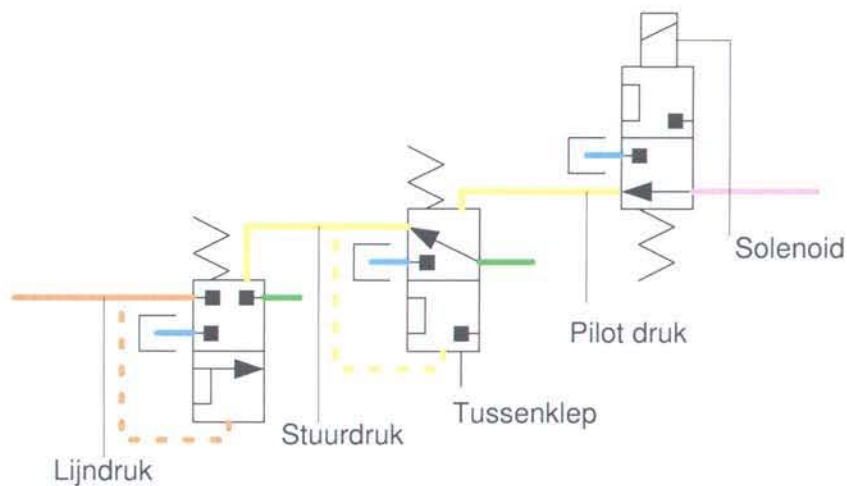 Solenoid
Pilot druk
Tussenklep
Stuurdruk
Lijndruk